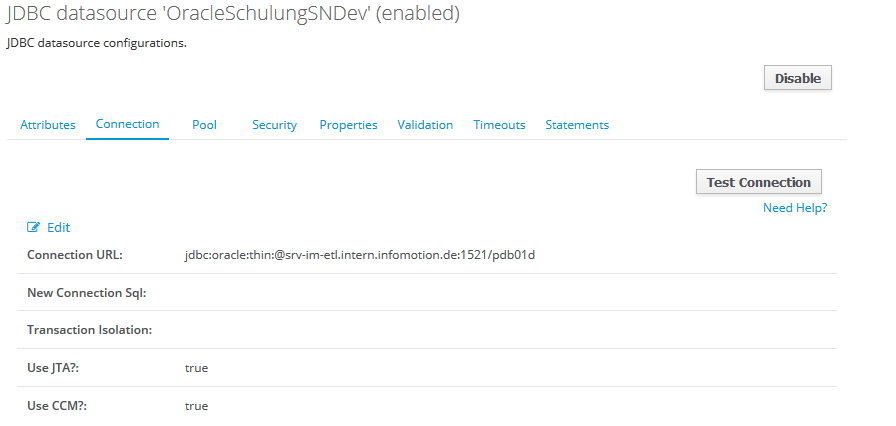 JDBC datasource 'OracleSchulungSNDev' (enabled)
JDBC datasource configurations.
Disable
Attributes Connection Pool Security Properties Validation Timeouts Statements
Test Connection
Need Help?
Edit
Connection URL: jdbc:oracle:thin:@srv-im-etl.intern.infomotion.de:1521/pdb01d
New Connection Sql:
Transaction Isolation:
Use JTA?: true
Use CCM?: true